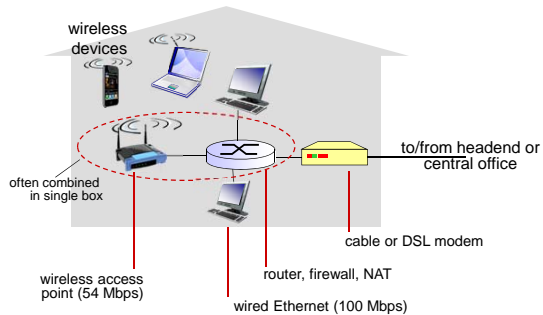 wireless
devices
to/from headend or
central office
often combined
in single box
cable or DSL modem
router, firewall, NAT
wireless access
point (54 Mbps)
wired Ethernet (100 Mbps)